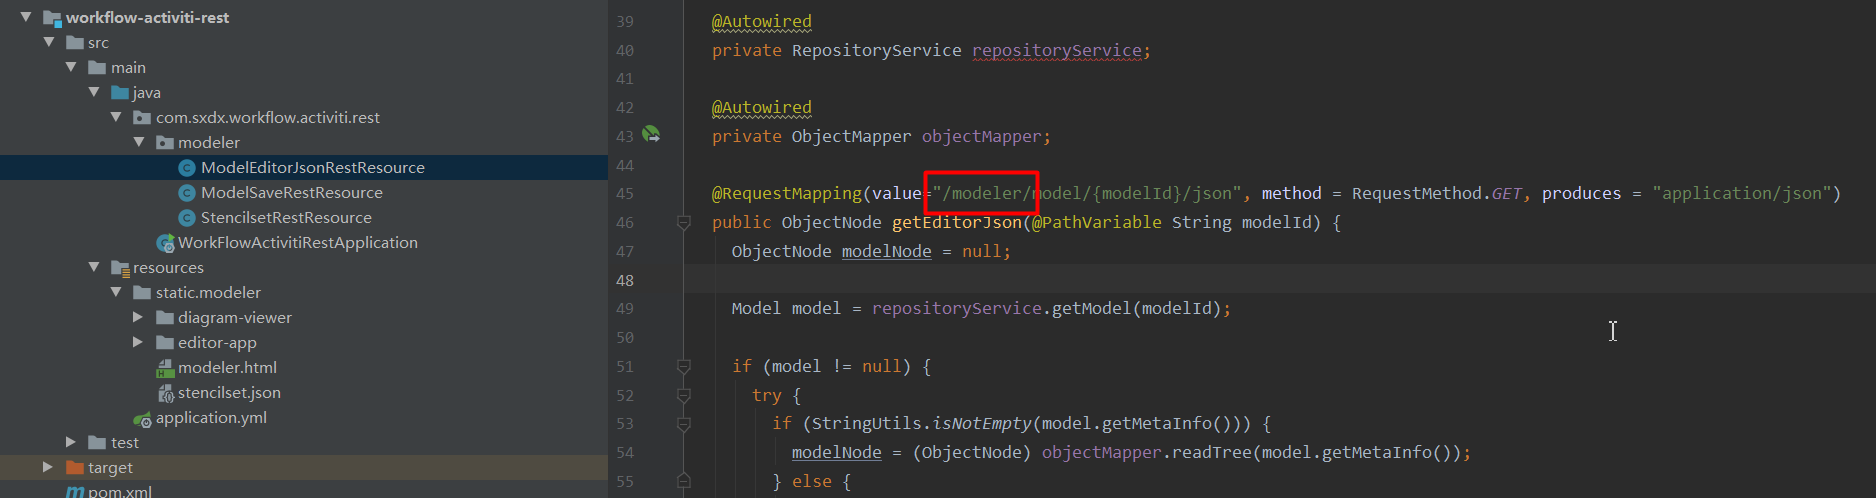 workflow-activiti-rest
src
main
java
com.sxdx.workflow.activiti.rest
modeler
ModelEditorJsonRestResource
ModelSaveRestResource
StencilsetRestResource
WorkFlowActivitiRestApplication
resources
static.modeler
diagram-viewer
editor-app
modeler.html
stencilset.json
application.yml
test
target
pom.xml
39 @Autowired
40 private RepositoryService repositoryService;
41
42 @Autowired
43 private ObjectMapper objectMapper;
44
45 @RequestMapping(value="/modeler/model/{modelId}/json", method = RequestMethod.GET, produces = "application/json")
46 public ObjectNode getEditorJson(@PathVariable String modelId) {
47 ObjectNode modelNode = null;
48
49 Model model = repositoryService.getModel(modelId);
50
51 if (model != null) {
52 try {
53 if (StringUtils.isNotEmpty(model.getMetaInfo())) {
54 modelNode = (ObjectNode) objectMapper.readTree(model.getMetaInfo());
55 } else {